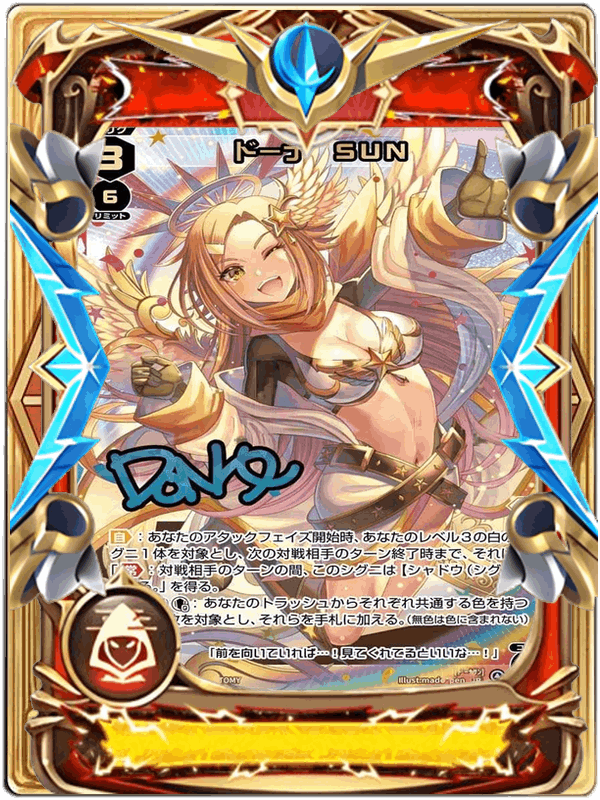 3
ドーナ SUN
6
リミット
DONNA
自：あなたのアタックフェイズ開始時、あなたのレベル３の白の
グニ１体を対象とし、次の対戦相手のターン終了時まで、それ
「常：対戦相手のターンの間、このシグニは【シャドウ（シグ
。」を得る。
：あなたのトラッシュからそれぞれ共通する色を持つ
を対象とし、それらを手札に加える。（無色は色に含まれない）
「前を向いていれば…！見てくれてるといいな…！」
TOMY
Illust:made_pen_